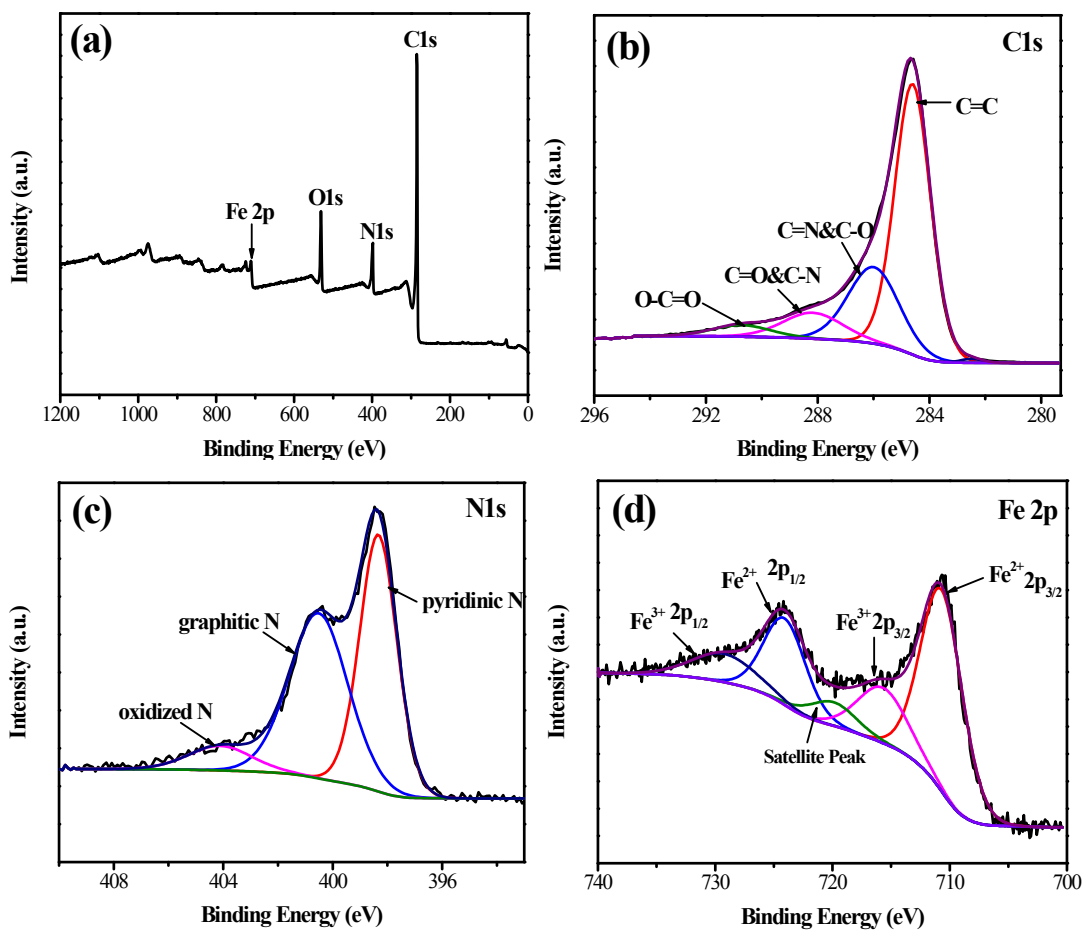 (a)
C1s
O1s
Fe 2p
N1s
Intensity (a.u.)
1200 1000 800 600 400 200 0
Binding Energy (eV)
(b)
C1s
C=C
C=N&C-O
C=O&C-N
O-C=O
Intensity (a.u.)
296 292 288 284 280
Binding Energy (eV)
(c)
N1s
pyridinic N
graphitic N
oxidized N
Intensity (a.u.)
408 404 400 396
Binding Energy (eV)
(d)
Fe 2p
Fe²⁺ 2p₁/₂
Fe²⁺ 2p₃/₂
Fe³⁺ 2p₁/₂
Fe³⁺ 2p₃/₂
Satellite Peak
Intensity (a.u.)
740 730 720 710 700
Binding Energy (eV)